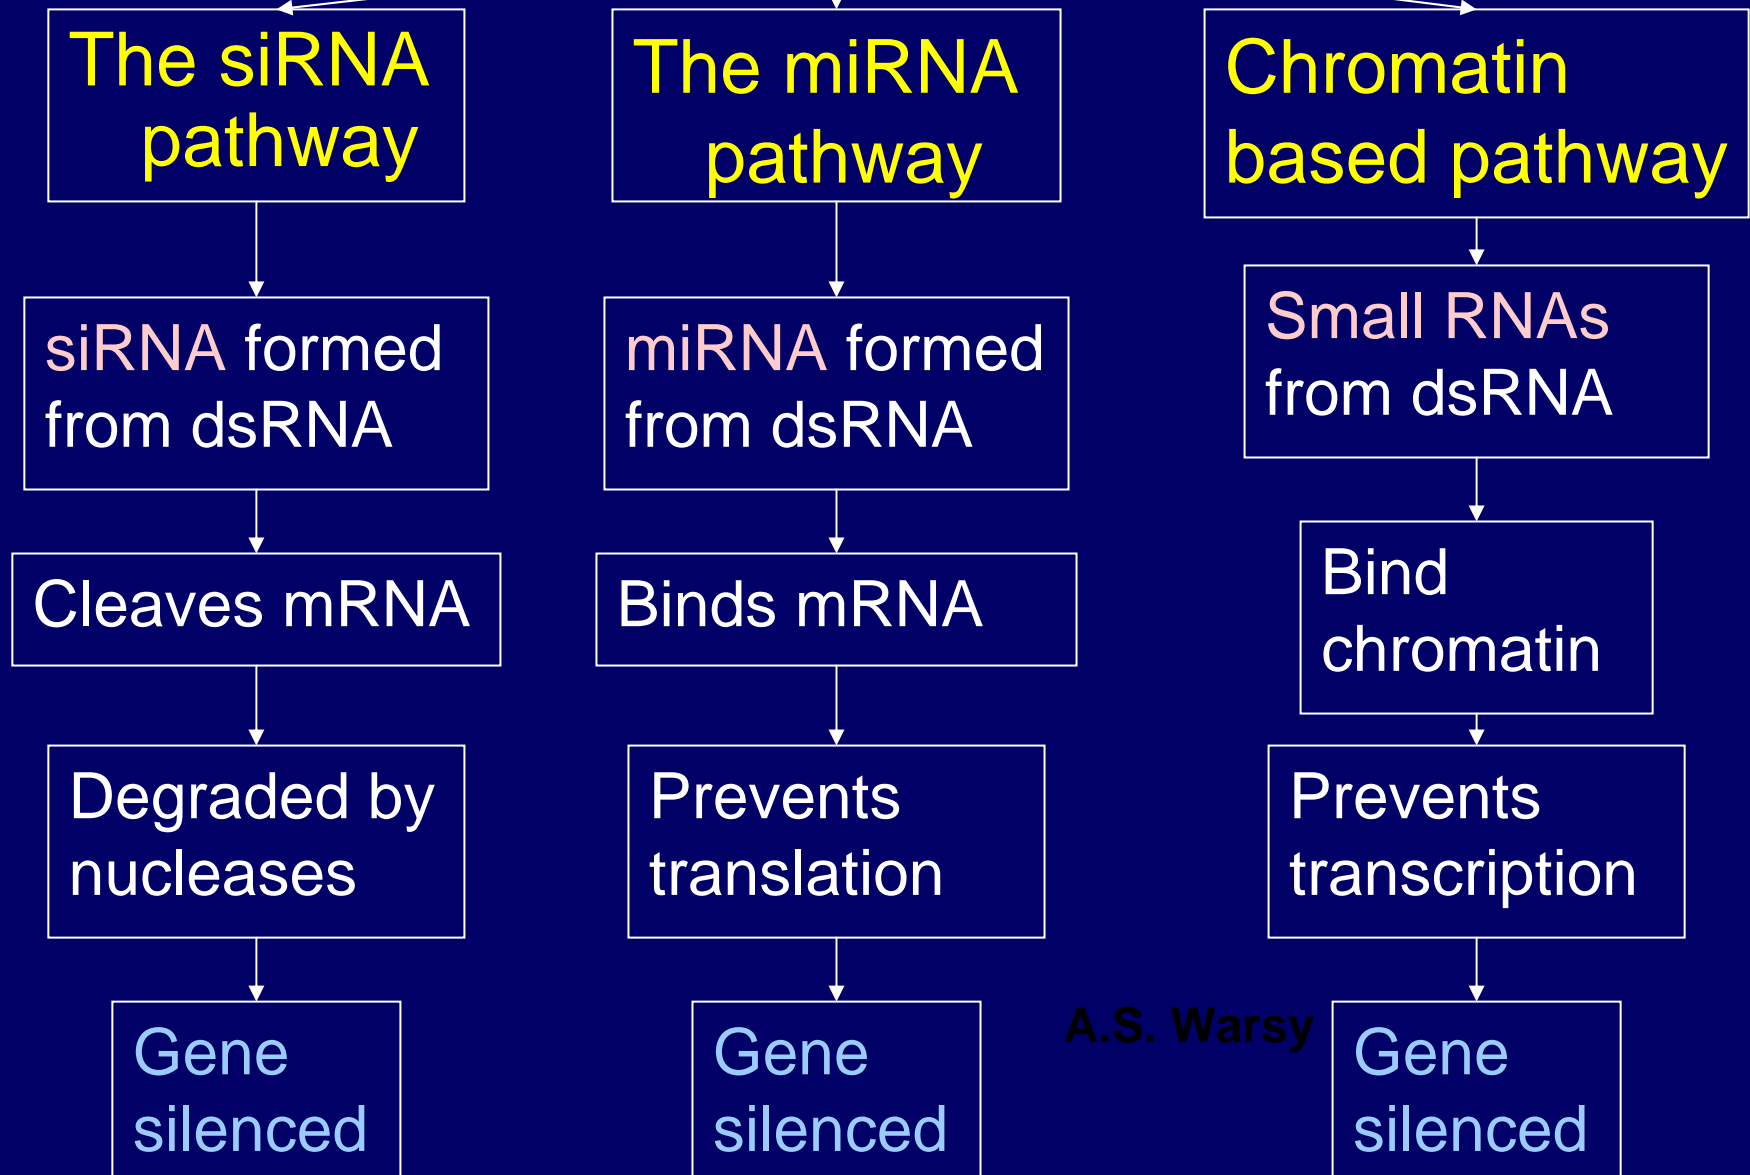 The siRNA
pathway
siRNA formed
from dsRNA
Cleaves mRNA
Degraded by
nucleases
Gene
silenced
The miRNA
pathway
miRNA formed
from dsRNA
Binds mRNA
Prevents
translation
Gene
silenced
Chromatin
based pathway
Small RNAs
from dsRNA
Bind
chromatin
Prevents
transcription
Gene
silenced
A.S. Warsy